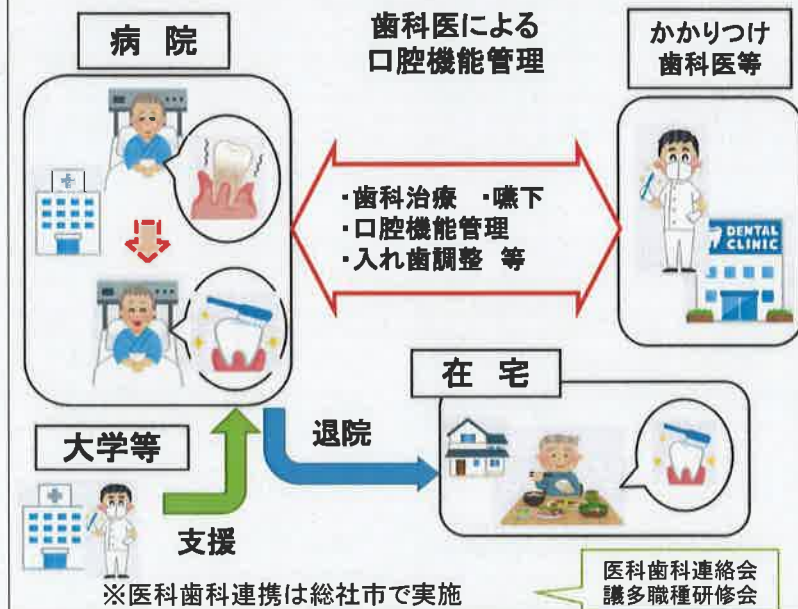 病 院
歯科医による
口腔機能管理
かかりつけ
歯科医等
・歯科治療 ・嚥下
・口腔機能管理
・入れ歯調整 等
DENTAL
CLINIC
在 宅
大学等
退院
支援
※医科歯科連携は総社市で実施
医科歯科連絡会
議多職種研修会